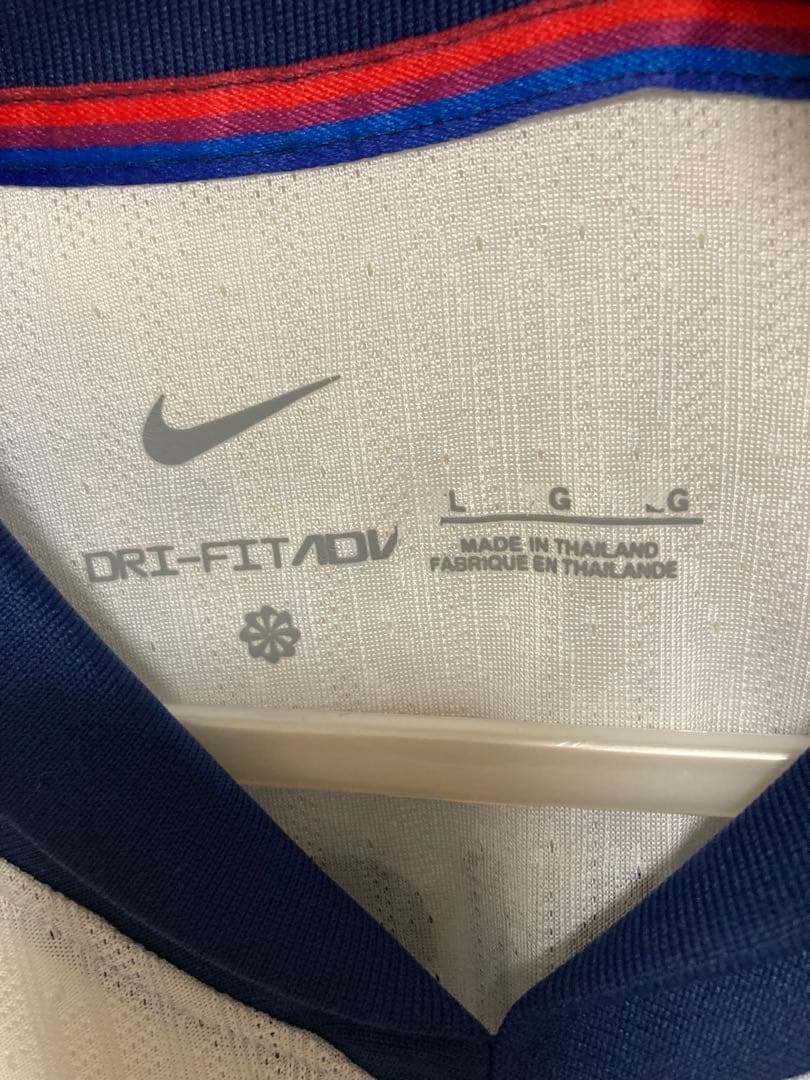 L G G
DRI-FIT ADV
MADE IN THAILAND
FABRIQUE EN THAILANDE